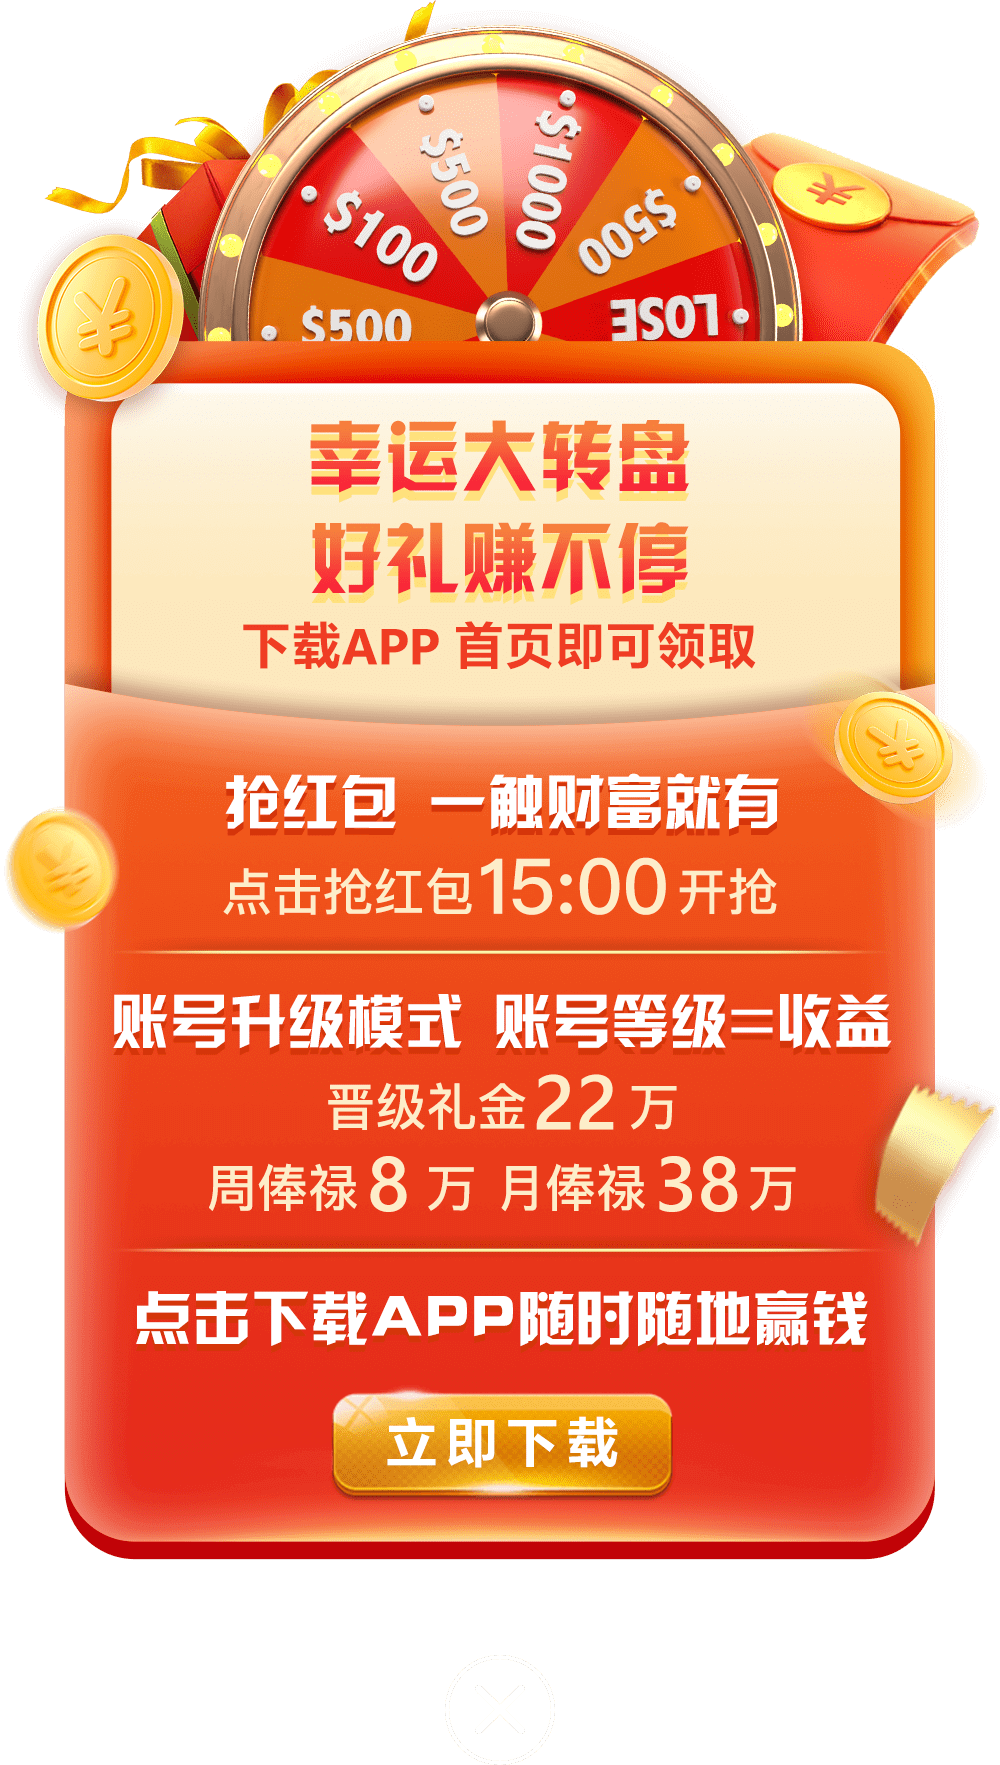 $500
$100
$500
$1000
$500
LOSE
幸运大转盘
好礼赚不停
下载APP 首页即可领取
抢红包 一触财富就有
点击抢红包15:00开抢
账号升级模式 账号等级=收益
晋级礼金22万
周俸禄8万 月俸禄38万
点击下载APP随时随地赢钱
立即下载